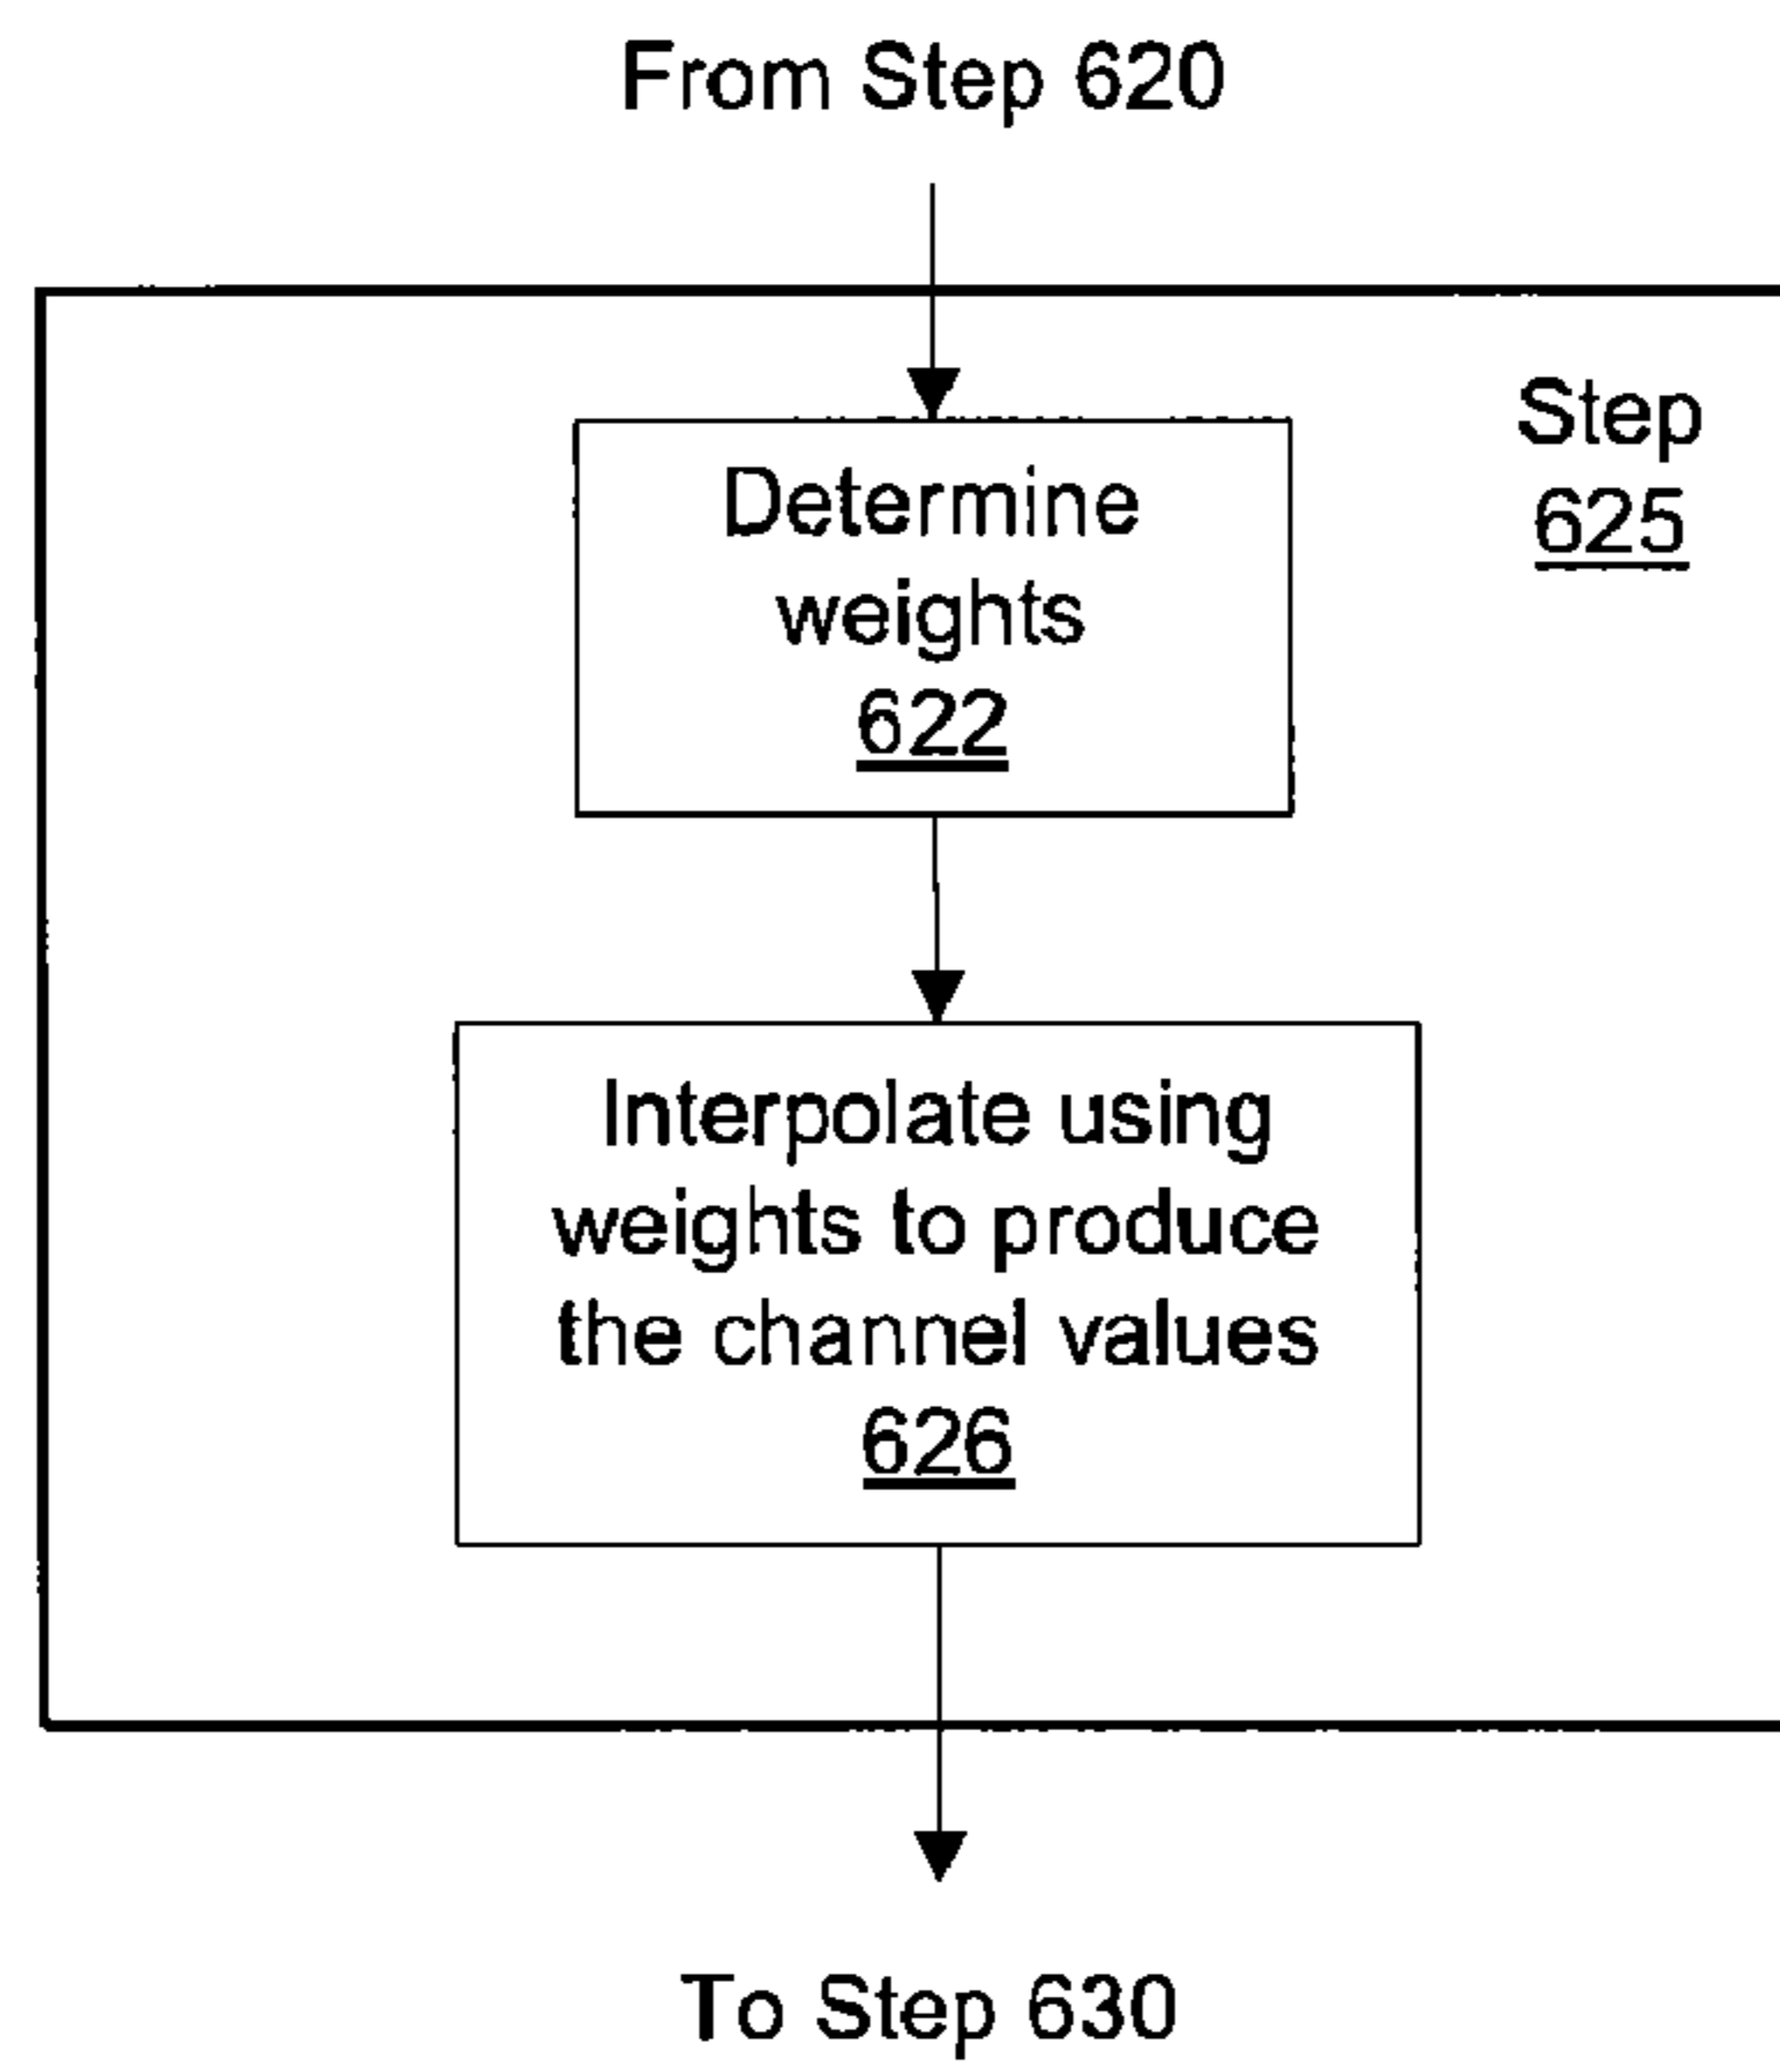 From Step 620
Step
625
Determine
weights
622
Interpolate using
weights to produce
the channel values
626
To Step 630